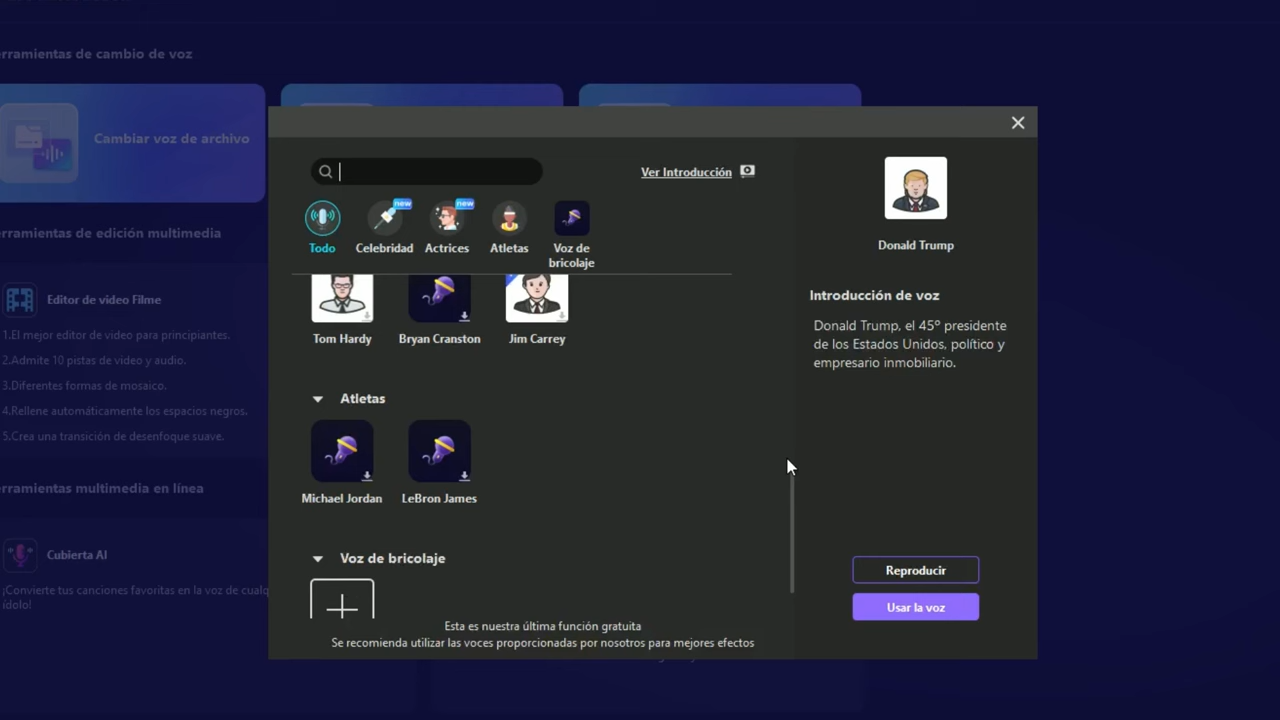 erramientas de cambio de voz
Cambiar voz de archivo
erramientas de edición multimedia
Editor de video Filme
1.El mejor editor de video para principiantes.
2.Admite 10 pistas de video y audio.
3.Diferentes formas de mosaico.
4.Rellene automáticamente los espacios negros.
5.Crea una transición de desenfoque suave.
erramientas multimedia en línea
Cubierta AI
¡Convierte tus canciones favoritas en la voz de cualq
ídolo!
Ver Introducción
new
new
Todo
Celebridad
Actrices
Atletas
Voz de
bricolaje
Tom Hardy
Bryan Cranston
Jim Carrey
Atletas
Michael Jordan
LeBron James
Voz de bricolaje
Esta es nuestra última función gratuita
Se recomienda utilizar las voces proporcionadas por nosotros para mejores efectos
Donald Trump
Introducción de voz
Donald Trump, el 45º presidente
de los Estados Unidos, político y
empresario inmobiliario.
Reproducir
Usar la voz